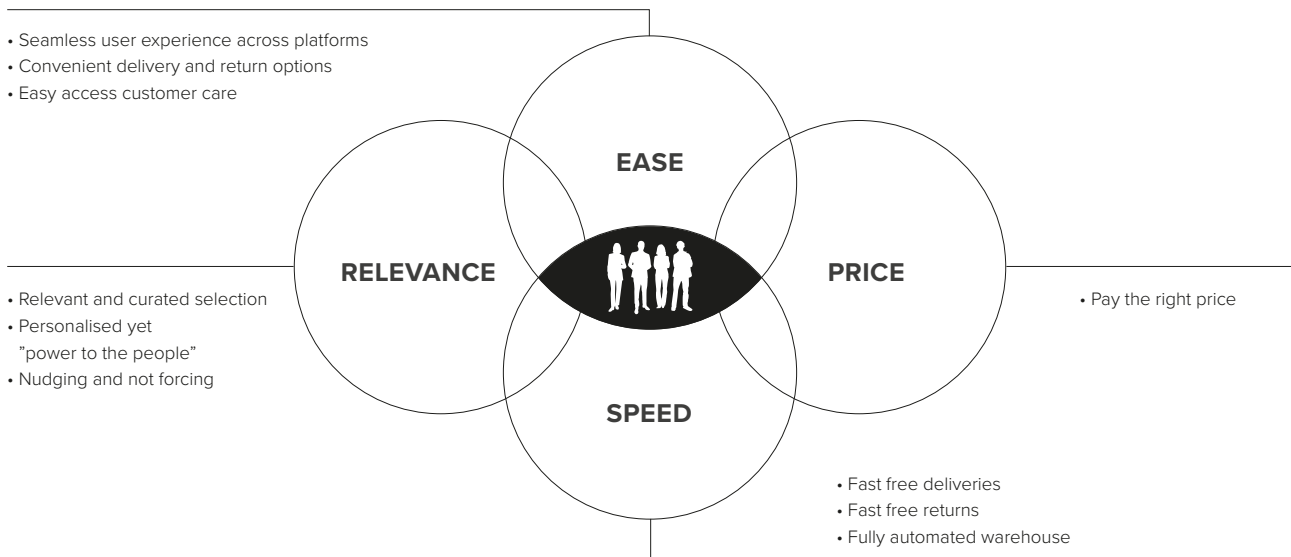 • Seamless user experience across platforms
• Convenient delivery and return options
• Easy access customer care
EASE
RELEVANCE
PRICE
• Relevant and curated selection
• Personalised yet
”power to the people”
• Nudging and not forcing
• Pay the right price
SPEED
• Fast free deliveries
• Fast free returns
• Fully automated warehouse